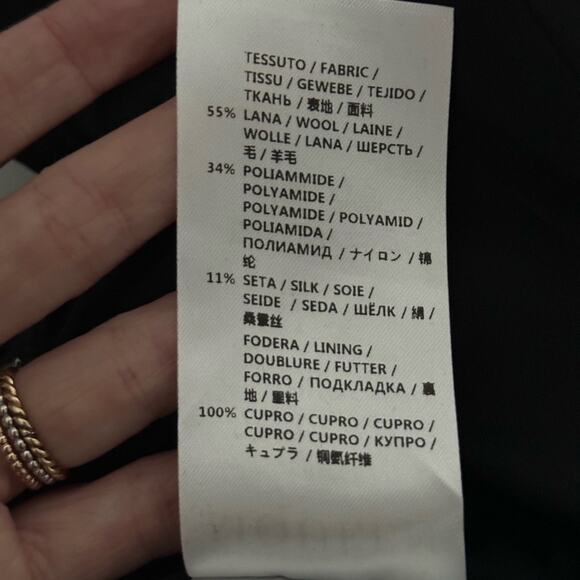 TESSUTO / FABRIC /
TISSU / GEWEBE / TEJIDO /
ТКАНЬ / 表地 / 面料
55% LANA / WOOL / LAINE /
WOLLE / LANA / ШЕРСТЬ /
毛 / 羊毛
34% POLIAMMIDE /
POLYAMIDE /
POLYAMIDE / POLYAMID /
POLIAMIDA /
ПОЛИАМИД / ナイロン / 锦
纶
11% SETA / SILK / SOIE /
SEIDE / SEDA / ШЁЛК / 絹 /
桑蚕丝
FODERA / LINING /
DOUBLURE / FUTTER /
FORRO / ПОДКЛАДКА / 裏
地 / 里料
100% CUPRO / CUPRO / CUPRO /
CUPRO / CUPRO / КУПРО /
キュプラ / 铜氨纤维